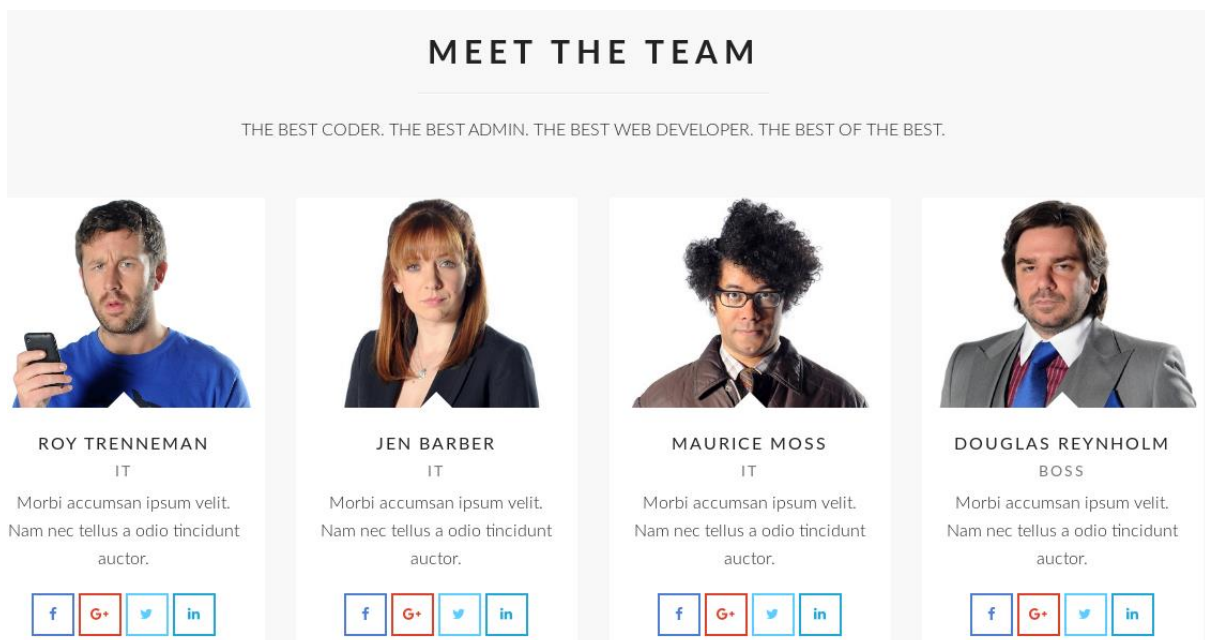 MEET THE TEAM
THE BEST CODER. THE BEST ADMIN. THE BEST WEB DEVELOPER. THE BEST OF THE BEST.
ROY TRENNEMAN
IT
Morbi accumsan ipsum velit.
Nam nec tellus a odio tincidunt
auctor.
f G+ in
JEN BARBER
IT
Morbi accumsan ipsum velit.
Nam nec tellus a odio tincidunt
auctor.
f G+ in
MAURICE MOSS
IT
Morbi accumsan ipsum velit.
Nam nec tellus a odio tincidunt
auctor.
f G+ in
DOUGLAS REYNHOLM
BOSS
Morbi accumsan ipsum velit.
Nam nec tellus a odio tincidunt
auctor.
f G+ in